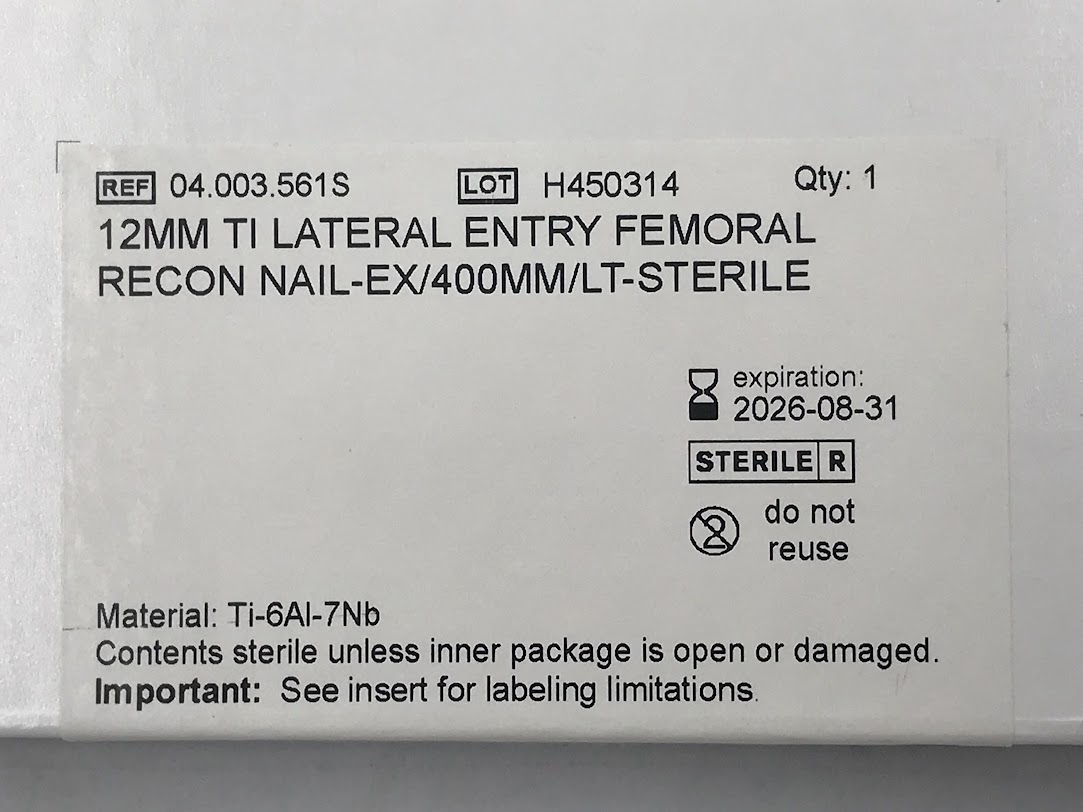 REF 04.003.561S LOT H450314 Qty: 1
12MM TI LATERAL ENTRY FEMORAL
RECON NAIL-EX/400MM/LT-STERILE
expiration:
2026-08-31
STERILE R
2 do not
reuse
Material: Ti-6Al-7Nb
Contents sterile unless inner package is open or damaged.
Important: See insert for labeling limitations.